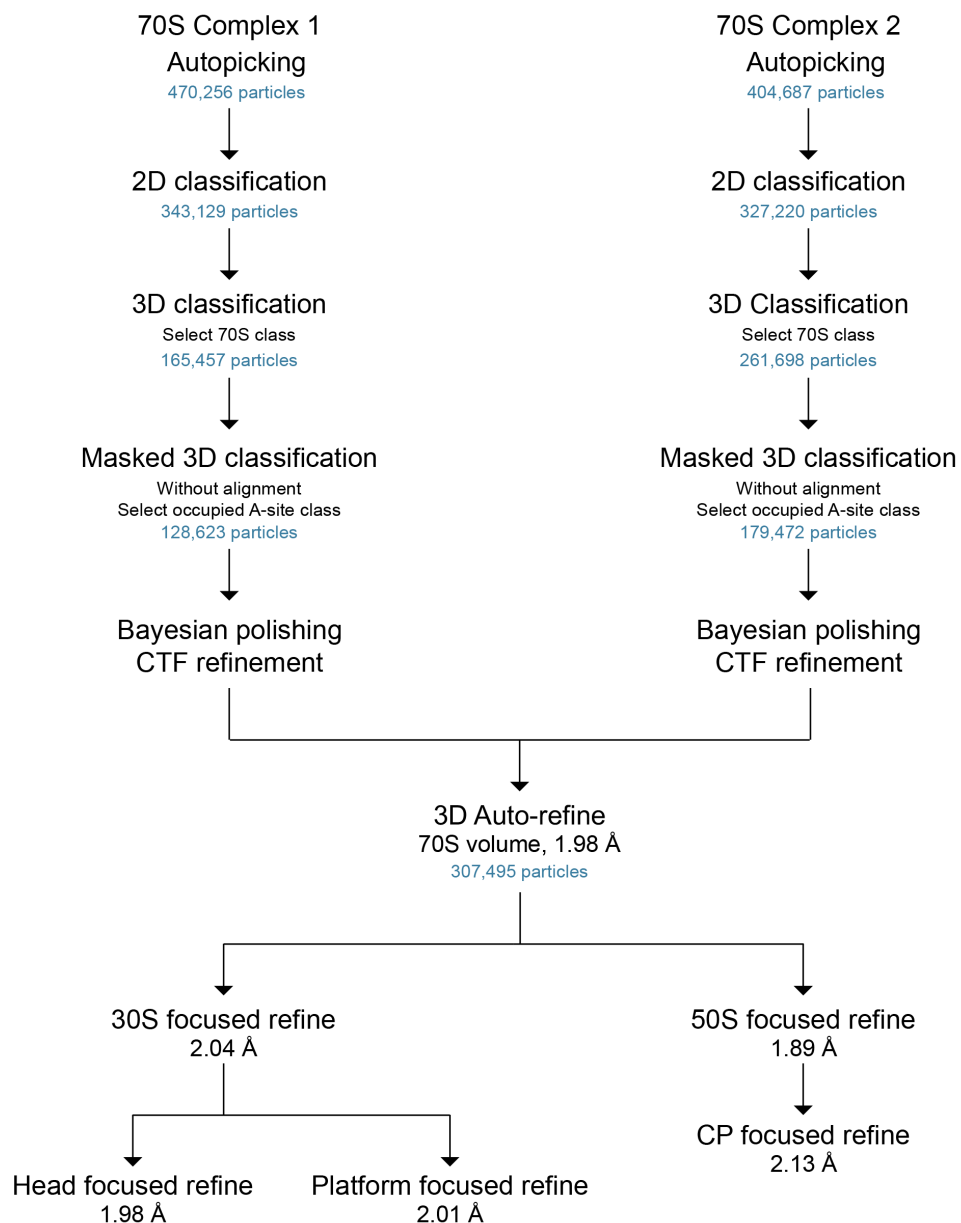 70S Complex 1
Autopicking
470,256 particles
2D classification
343,129 particles
3D classification
Select 70S class
165,457 particles
Masked 3D classification
Without alignment
Select occupied A-site class
128,623 particles
Bayesian polishing
CTF refinement
70S Complex 2
Autopicking
404,687 particles
2D classification
327,220 particles
3D Classification
Select 70S class
261,698 particles
Masked 3D classification
Without alignment
Select occupied A-site class
179,472 particles
Bayesian polishing
CTF refinement
3D Auto-refine
70S volume, 1.98 Å
307,495 particles
30S focused refine
2.04 Å
Head focused refine
1.98 Å
Platform focused refine
2.01 Å
50S focused refine
1.89 Å
CP focused refine
2.13 Å